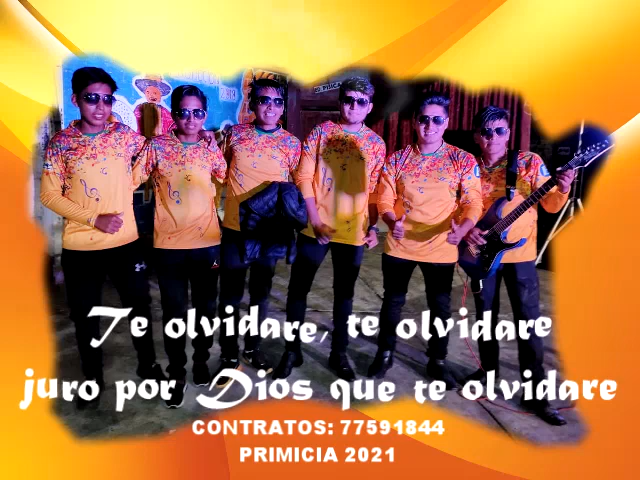 Te olvidare, te olvidare
juro por Dios que te olvidare
CONTRATOS: 77591844
PRIMICIA 2021